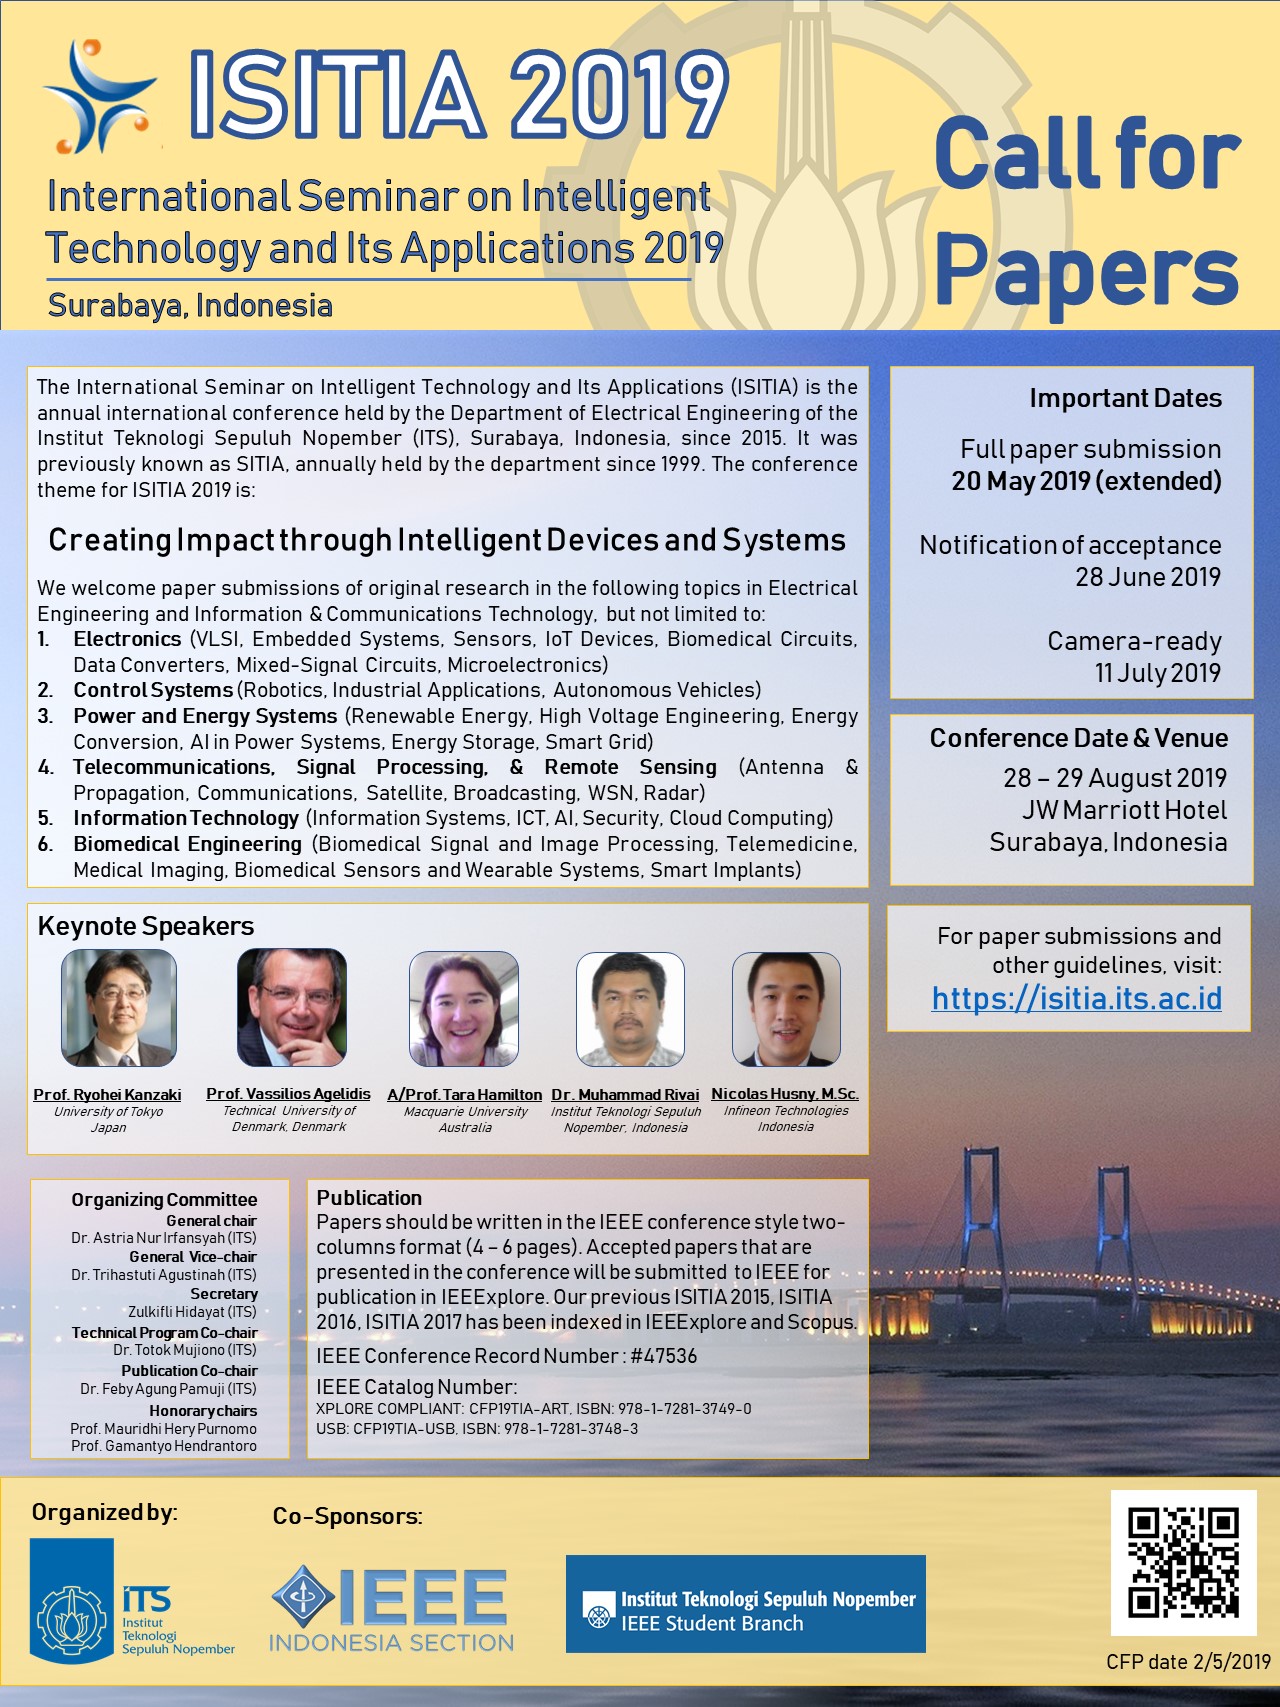 ISITIA 2019
International Seminar on Intelligent
Technology and Its Applications 2019
Surabaya, Indonesia
Call for
Papers
The International Seminar on Intelligent Technology and Its Applications (ISITIA) is the
annual international conference held by the Department of Electrical Engineering of the
Institut Teknologi Sepuluh Nopember (ITS), Surabaya, Indonesia, since 2015. It was
previously known as SITIA, annually held by the department since 1999. The conference
theme for ISITIA 2019 is:
Creating Impact through Intelligent Devices and Systems
We welcome paper submissions of original research in the following topics in Electrical
Engineering and Information & Communications Technology, but not limited to:
1. Electronics (VLSI, Embedded Systems, Sensors, IoT Devices, Biomedical Circuits,
Data Converters, Mixed-Signal Circuits, Microelectronics)
2. Control Systems (Robotics, Industrial Applications, Autonomous Vehicles)
3. Power and Energy Systems (Renewable Energy, High Voltage Engineering, Energy
Conversion, AI in Power Systems, Energy Storage, Smart Grid)
4. Telecommunications, Signal Processing, & Remote Sensing (Antenna &
Propagation, Communications, Satellite, Broadcasting, WSN, Radar)
5. Information Technology (Information Systems, ICT, AI, Security, Cloud Computing)
6. Biomedical Engineering (Biomedical Signal and Image Processing, Telemedicine,
Medical Imaging, Biomedical Sensors and Wearable Systems, Smart Implants)
Important Dates
Full paper submission
20 May 2019 (extended)
Notification of acceptance
28 June 2019
Camera-ready
11 July 2019
Conference Date & Venue
28 – 29 August 2019
JW Marriott Hotel
Surabaya, Indonesia
For paper submissions and
other guidelines, visit:
https://isitia.its.ac.id
Keynote Speakers
Prof. Ryohei Kanzaki
University of Tokyo
Japan
Prof. Vassilios Agelidis
Technical University of
Denmark, Denmark
A/Prof. Tara Hamilton
Macquarie University
Australia
Dr. Muhammad Rivai
Institut Teknologi Sepuluh
Nopember, Indonesia
Nicolas Husny, M.Sc.
Infineon Technologies
Indonesia
Organizing Committee
General chair
Dr. Astria Nur Irfansyah (ITS)
General Vice-chair
Dr. Trihastuti Agustinah (ITS)
Secretary
Zulkifli Hidayat (ITS)
Technical Program Co-chair
Dr. Totok Mujiono (ITS)
Publication Co-chair
Dr. Feby Agung Pamuji (ITS)
Honorary chairs
Prof. Mauridhi Hery Purnomo
Prof. Gamantyo Hendrantoro
Publication
Papers should be written in the IEEE conference style two-
columns format (4 – 6 pages). Accepted papers that are
presented in the conference will be submitted to IEEE for
publication in IEEExplore. Our previous ISITIA 2015, ISITIA
2016, ISITIA 2017 has been indexed in IEEExplore and Scopus.
IEEE Conference Record Number : #47536
IEEE Catalog Number:
XPLORE COMPLIANT: CFP19TIA-ART, ISBN: 978-1-7281-3749-0
USB: CFP19TIA-USB, ISBN: 978-1-7281-3748-3
Organized by:
ITS
Institut
Teknologi
Sepuluh Nopember
Co-Sponsors:
IEEE
INDONESIA SECTION
Institut Teknologi Sepuluh Nopember
IEEE Student Branch
CFP date 2/5/2019